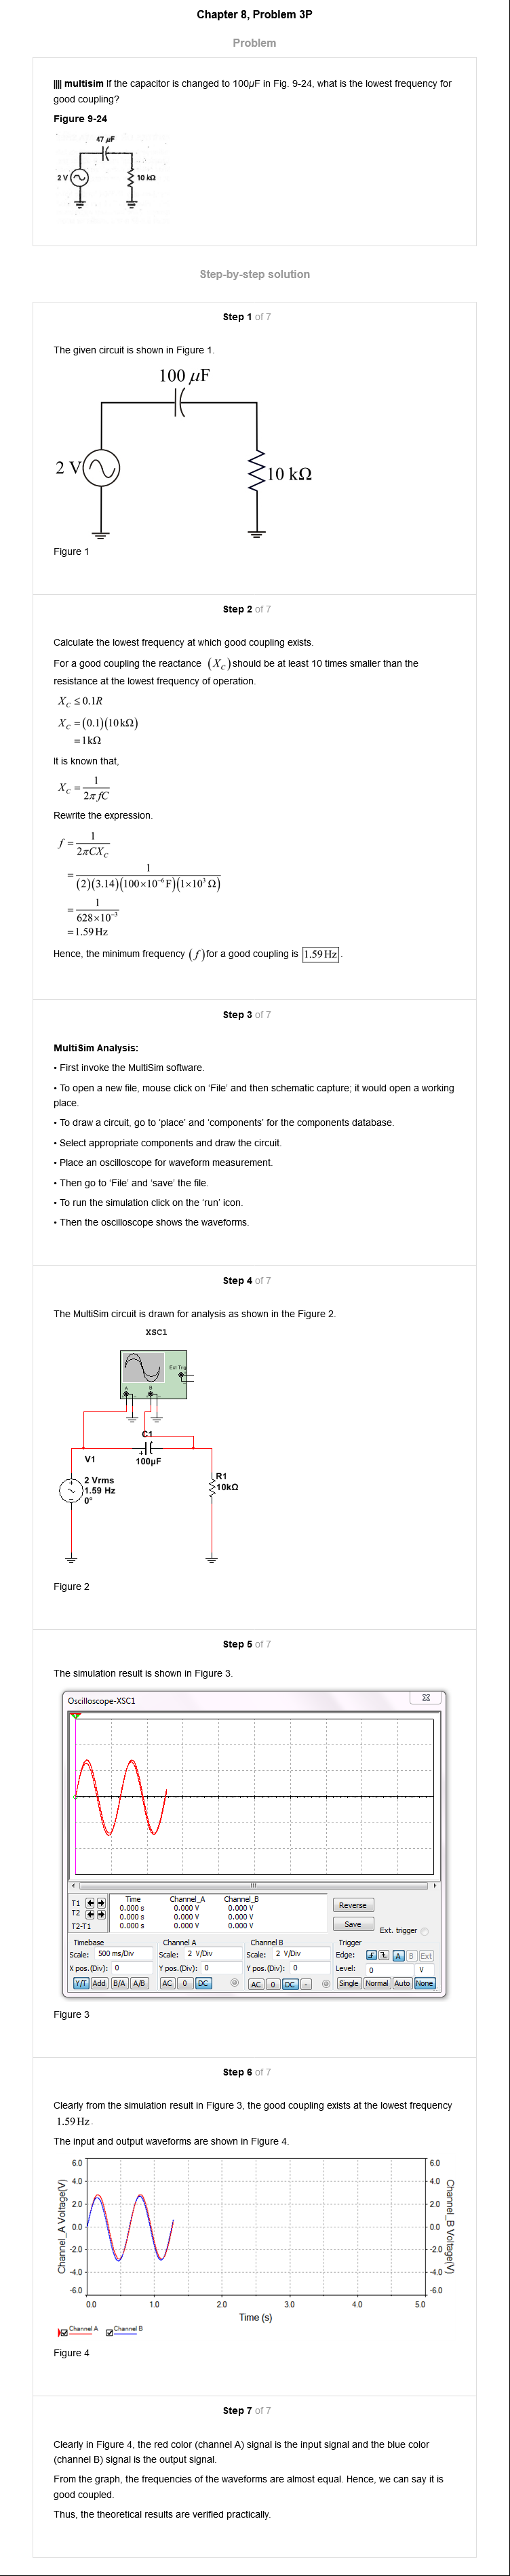 Chapter 8, Problem 3P
Problem
|||| multisim If the capacitor is changed to 100μF in Fig. 9-24, what is the lowest frequency for
good coupling?
Figure 9-24
47 μF
2 V
10 kΩ
Step-by-step solution
Step 1 of 7
The given circuit is shown in Figure 1.
100 μF
2 V
10 kΩ
Figure 1
Step 2 of 7
Calculate the lowest frequency at which good coupling exists.
For a good coupling the reactance (X_C) should be at least 10 times smaller than the
resistance at the lowest frequency of operation.
X_C ≤ 0.1R
X_C = (0.1)(10 kΩ)
= 1 kΩ
It is known that,
X_C = 1/(2π fC)
Rewrite the expression.
f = 1/(2πCX_C)
= 1/((2)(3.14)(100×10⁻⁶ F)(1×10³ Ω))
= 1/(628×10⁻³)
= 1.59 Hz
Hence, the minimum frequency (f) for a good coupling is 1.59 Hz.
Step 3 of 7
MultiSim Analysis:
• First invoke the MultiSim software.
• To open a new file, mouse click on 'File' and then schematic capture; it would open a working
place.
• To draw a circuit, go to 'place' and 'components' for the components database.
• Select appropriate components and draw the circuit.
• Place an oscilloscope for waveform measurement.
• Then go to 'File' and 'save' the file.
• To run the simulation click on the 'run' icon.
• Then the oscilloscope shows the waveforms.
Step 4 of 7
The MultiSim circuit is drawn for analysis as shown in the Figure 2.
XSC1
Ext Trig
A B
C1
100μF
V1
2 Vrms
1.59 Hz
0°
R1
10kΩ
Figure 2
Step 5 of 7
The simulation result is shown in Figure 3.
Oscilloscope-XSC1
Time Channel_A Channel_B
T1 0.000 s 0.000 V 0.000 V
T2 0.000 s 0.000 V 0.000 V
T2-T1 0.000 s 0.000 V 0.000 V
Reverse
Save
Ext. trigger
Timebase Channel A Channel B Trigger
Scale: 500 ms/Div Scale: 2 V/Div Scale: 2 V/Div Edge: A B Ext
X pos.(Div): 0 Y pos.(Div): 0 Y pos.(Div): 0 Level: 0 V
Y/T Add B/A A/B AC 0 DC AC 0 DC - Single Normal Auto None
Figure 3
Step 6 of 7
Clearly from the simulation result in Figure 3, the good coupling exists at the lowest frequency
1.59 Hz.
The input and output waveforms are shown in Figure 4.
Channel_A Voltage(V)
6.0
4.0
2.0
0.0
-2.0
-4.0
-6.0
6.0
4.0
2.0
0.0
-2.0
-4.0
-6.0
Channel_B Voltage(V)
0.0 1.0 2.0 3.0 4.0 5.0
Time (s)
Channel A Channel B
Figure 4
Step 7 of 7
Clearly in Figure 4, the red color (channel A) signal is the input signal and the blue color
(channel B) signal is the output signal.
From the graph, the frequencies of the waveforms are almost equal. Hence, we can say it is
good coupled.
Thus, the theoretical results are verified practically.